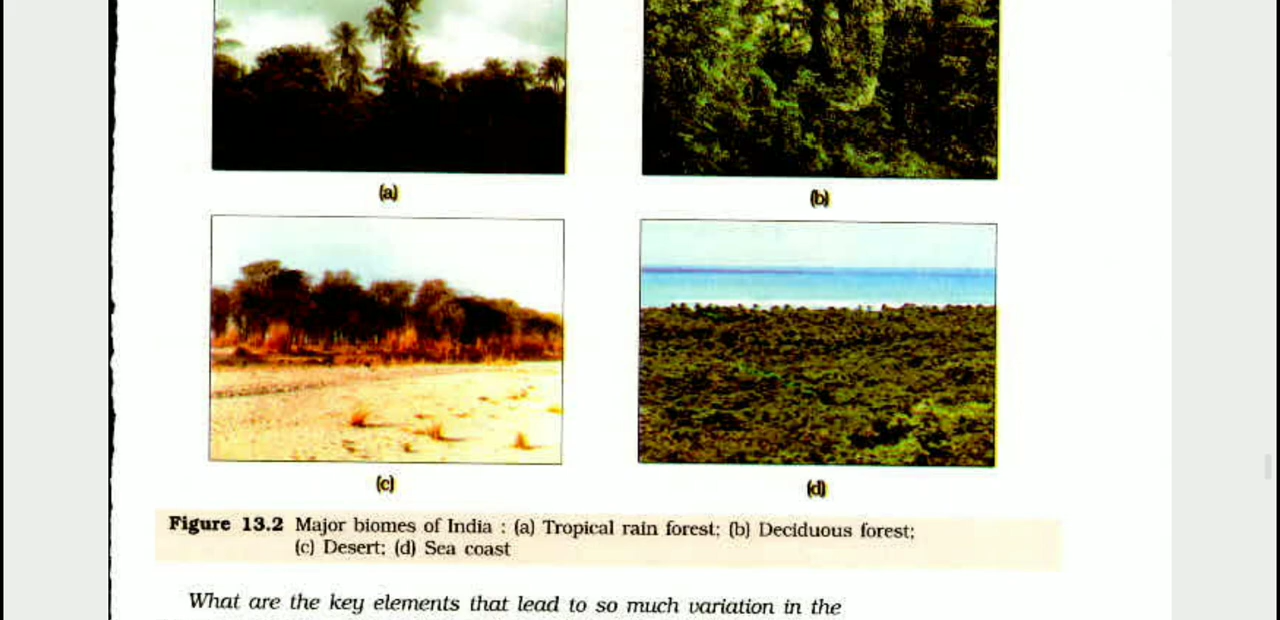 (a)
(b)
(c)
(d)
Figure 13.2 Major biomes of India : (a) Tropical rain forest; (b) Deciduous forest;
(c) Desert; (d) Sea coast
What are the key elements that lead to so much variation in the